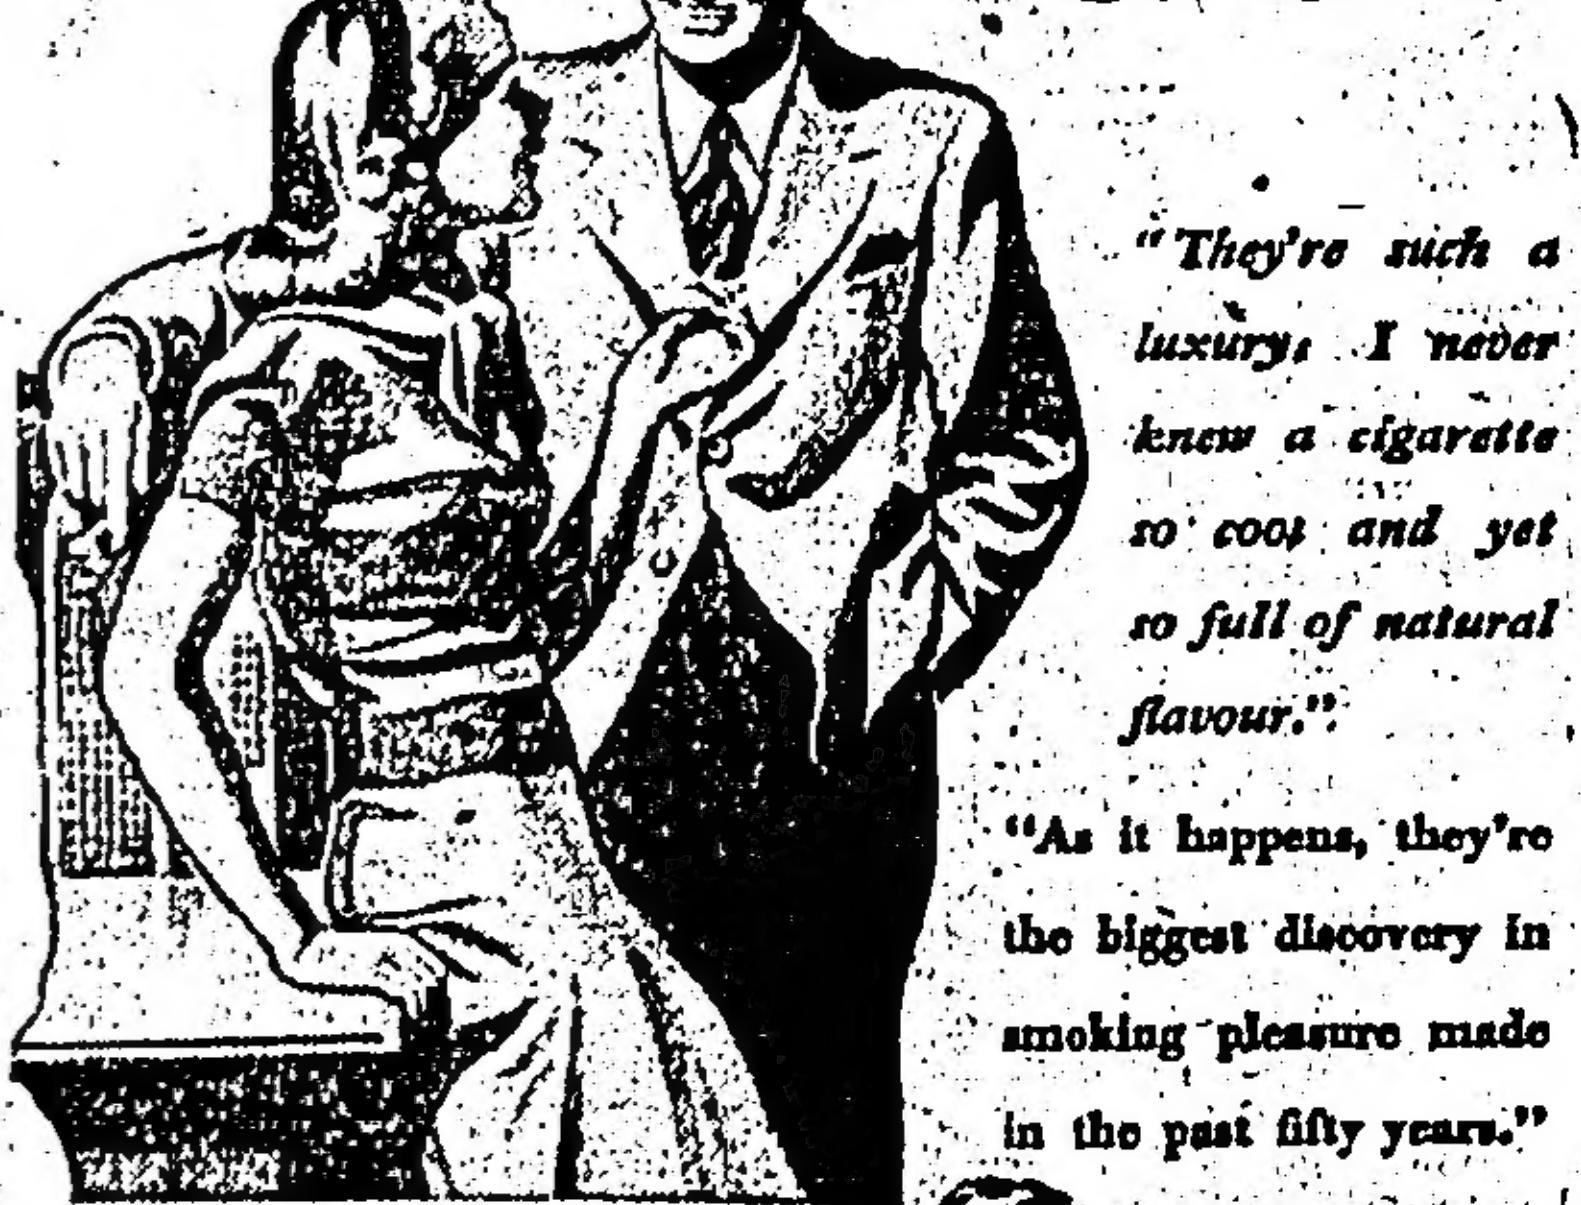 "They're such a
luxury, I never
knew a cigarette
so cool and yet
so full of natural
flavour."
"As it happens, they're
the biggest discovery in
smoking pleasure made
in the past fifty years."